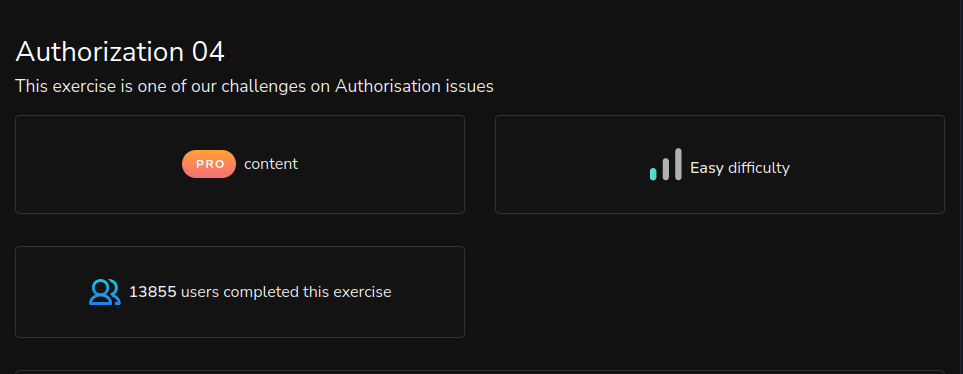 Authorization 04
This exercise is one of our challenges on Authorisation issues
PRO content
Easy difficulty
13855 users completed this exercise